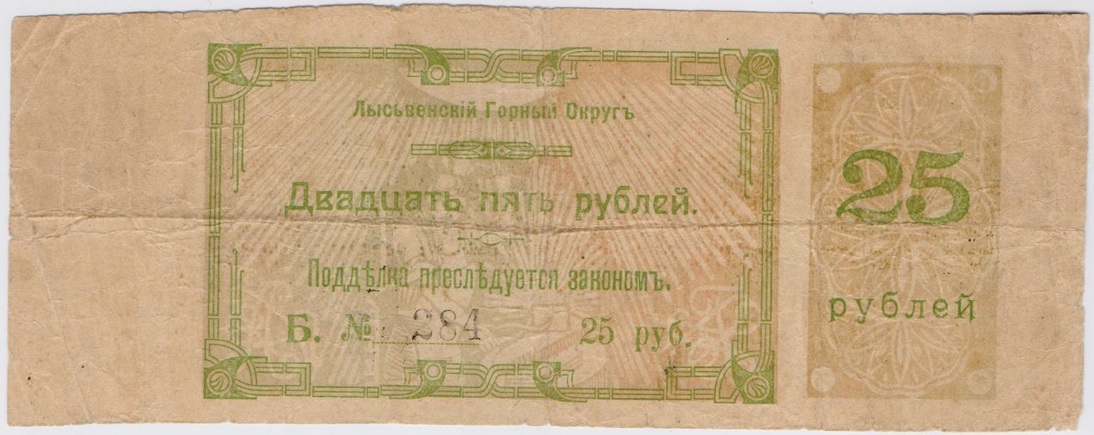 Лысьвенскій Горный Округъ
Двадцать пять рублей.
Поддѣлка преслѣдуется закономъ.
Б. № 284 25 руб.
25
рублей